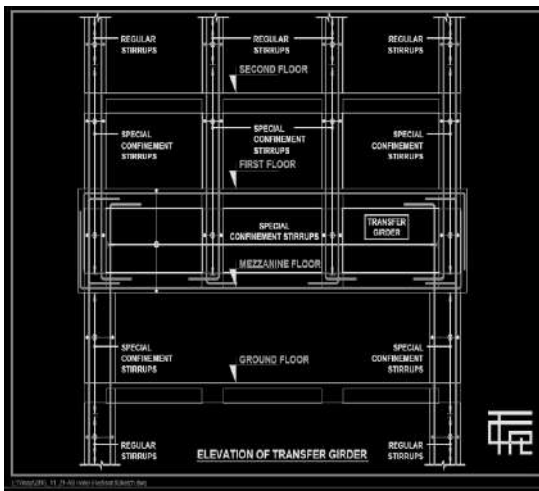 REGULAR
STIRRUPS
REGULAR
STIRRUPS
REGULAR
STIRRUPS
SECOND FLOOR
SPECIAL
CONFINEMENT
STIRRUPS
SPECIAL
CONFINEMENT
STIRRUPS
SPECIAL
CONFINEMENT
STIRRUPS
FIRST FLOOR
SPECIAL
CONFINEMENT STIRRUPS
TRANSFER
GIRDER
MEZZANINE FLOOR
SPECIAL
CONFINEMENT
STIRRUPS
GROUND FLOOR
SPECIAL
CONFINEMENT
STIRRUPS
REGULAR
STIRRUPS
ELEVATION OF TRANSFER GIRDER
REGULAR
STIRRUPS